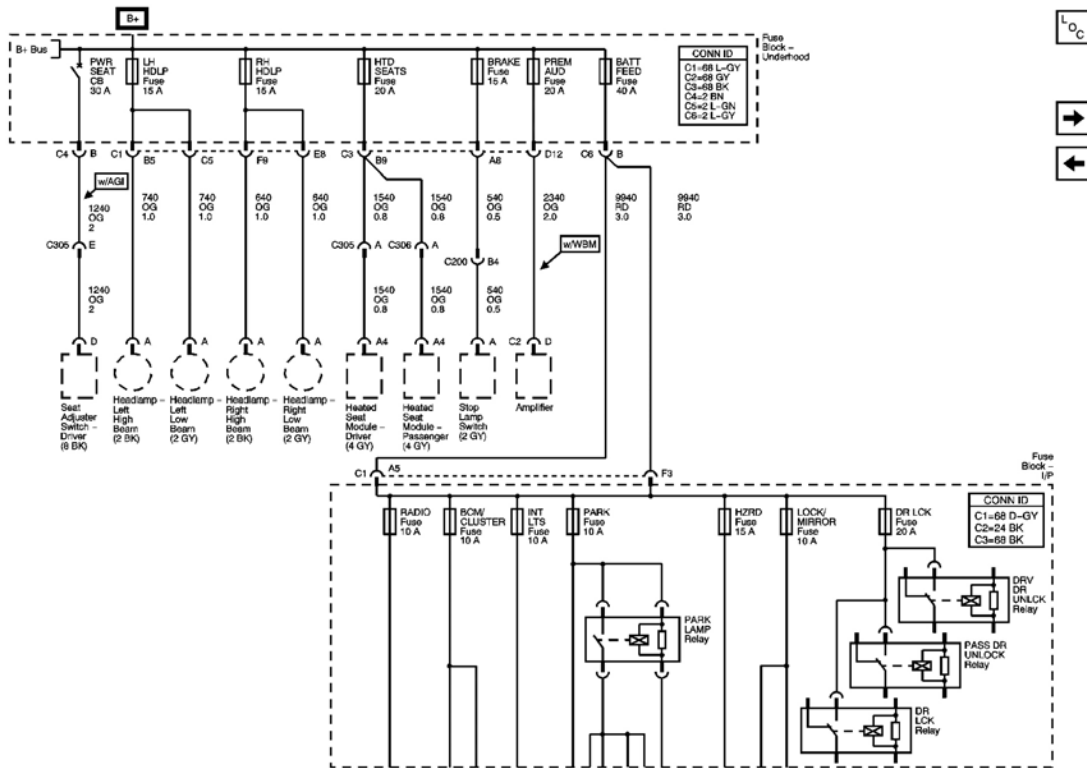 B+
L
O
C
B+ Bus
PWR
SEAT
CB
30 A
LH
HDLP
Fuse
15 A
RH
HDLP
Fuse
15 A
HTD
SEATS
Fuse
20 A
BRAKE
Fuse
15 A
PREM
AUD
Fuse
20 A
BATT
FEED
Fuse
40 A
CONN ID
C1=68 L-GY
C2=68 GY
C3=68 BK
C4=2 BN
C5=2 L-GN
C6=2 L-GY
Fuse
Block –
Underhood
C4 B C1 B5 C5 F9 E8 C3 B9 A8 D12 C6 B
w/AGI
1240
OG
2
740
OG
1.0
740
OG
1.0
640
OG
1.0
640
OG
1.0
1540
OG
0.8
1540
OG
0.8
540
OG
0.5
2340
OG
2.0
9940
RD
3.0
9940
RD
3.0
w/WBM
C305 E C305 A C306 A C200 B4
1240
OG
2
1540
OG
0.8
1540
OG
0.8
540
OG
0.5
D A A A A A4 A4 A C2 D
Seat
Adjuster
Switch –
Driver
(8 BK)
Headlamp –
Left
High
Beam
(2 BK)
Headlamp –
Left
Low
Beam
(2 GY)
Headlamp –
Right
High
Beam
(2 BK)
Headlamp –
Right
Low
Beam
(2 GY)
Heated
Seat
Module –
Driver
(4 GY)
Heated
Seat
Module –
Passenger
(4 GY)
Stop
Lamp
Switch
(2 GY)
Amplifier
C1 A5 F3
Fuse
Block –
I/P
RADIO
Fuse
10 A
BCM/
CLUSTER
Fuse
10 A
INT
LTS
Fuse
10 A
PARK
Fuse
10 A
HZRD
Fuse
15 A
LOCK/
MIRROR
Fuse
10 A
DR LCK
Fuse
20 A
CONN ID
C1=68 D-GY
C2=24 BK
C3=68 BK
DRV
DR
UNLCK
Relay
PARK
LAMP
Relay
PASS DR
UNLOCK
Relay
DR
LCK
Relay